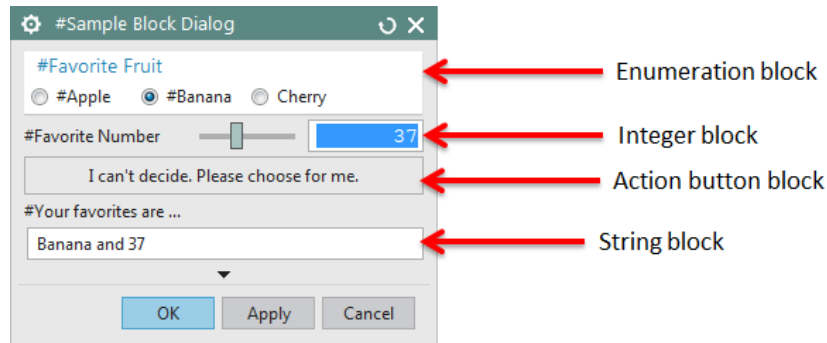 #Sample Block Dialog
#Favorite Fruit
Enumeration block
#Apple #Banana Cherry
#Favorite Number 37
Integer block
I can't decide. Please choose for me.
Action button block
#Your favorites are ...
Banana and 37
String block
OK Apply Cancel